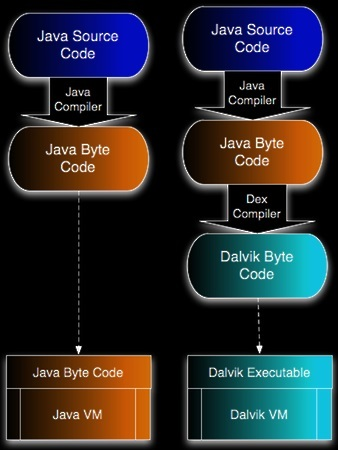 Java Source
Code
Java
Compiler
Java Byte
Code
Java Byte Code
Java VM
Java Source
Code
Java
Compiler
Java Byte
Code
Dex
Compiler
Dalvik Byte
Code
Dalvik Executable
Dalvik VM